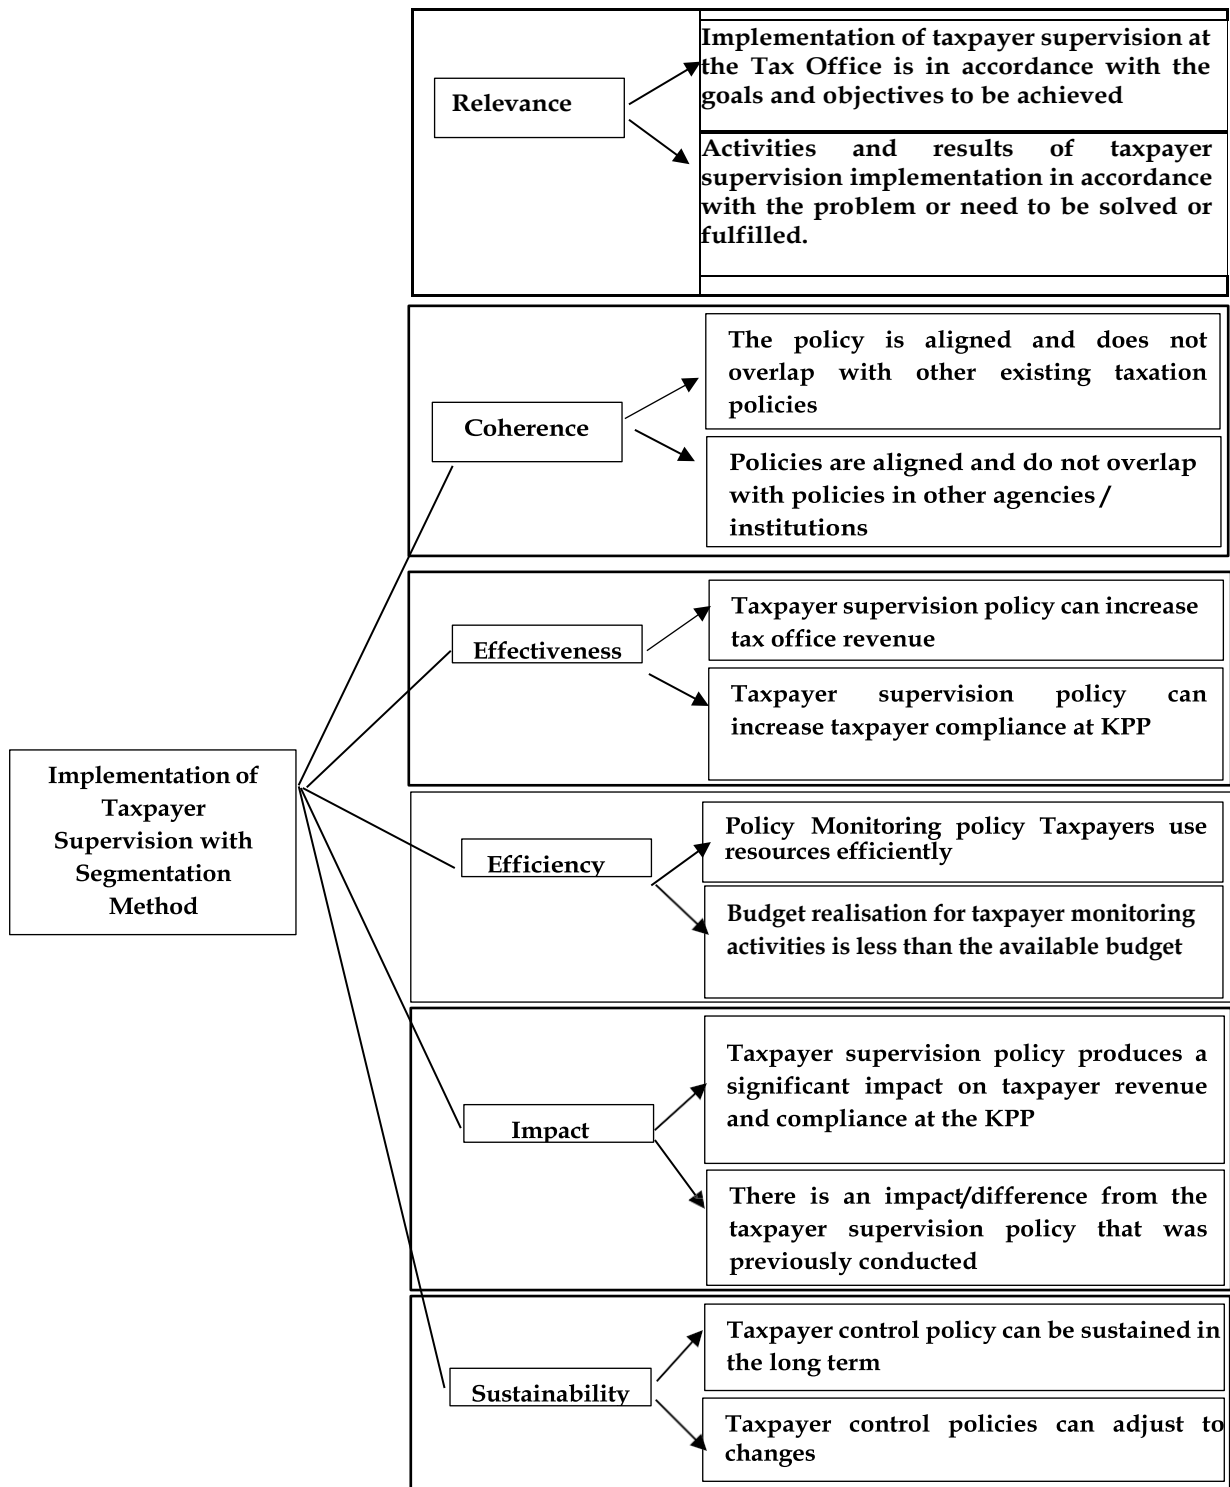 Relevance
Implementation of taxpayer supervision at
the Tax Office is in accordance with the
goals and objectives to be achieved
Activities and results of taxpayer
supervision implementation in accordance
with the problem or need to be solved or
fulfilled.
Coherence
The policy is aligned and does not
overlap with other existing taxation
policies
Policies are aligned and do not overlap
with policies in other agencies /
institutions
Effectiveness
Taxpayer supervision policy can increase
tax office revenue
Taxpayer supervision policy can
increase taxpayer compliance at KPP
Implementation of
Taxpayer
Supervision with
Segmentation
Method
Efficiency
Policy Monitoring policy Taxpayers use
resources efficiently
Budget realisation for taxpayer monitoring
activities is less than the available budget
Impact
Taxpayer supervision policy produces a
significant impact on taxpayer revenue
and compliance at the KPP
There is an impact/difference from the
taxpayer supervision policy that was
previously conducted
Sustainability
Taxpayer control policy can be sustained in
the long term
Taxpayer control policies can adjust to
changes